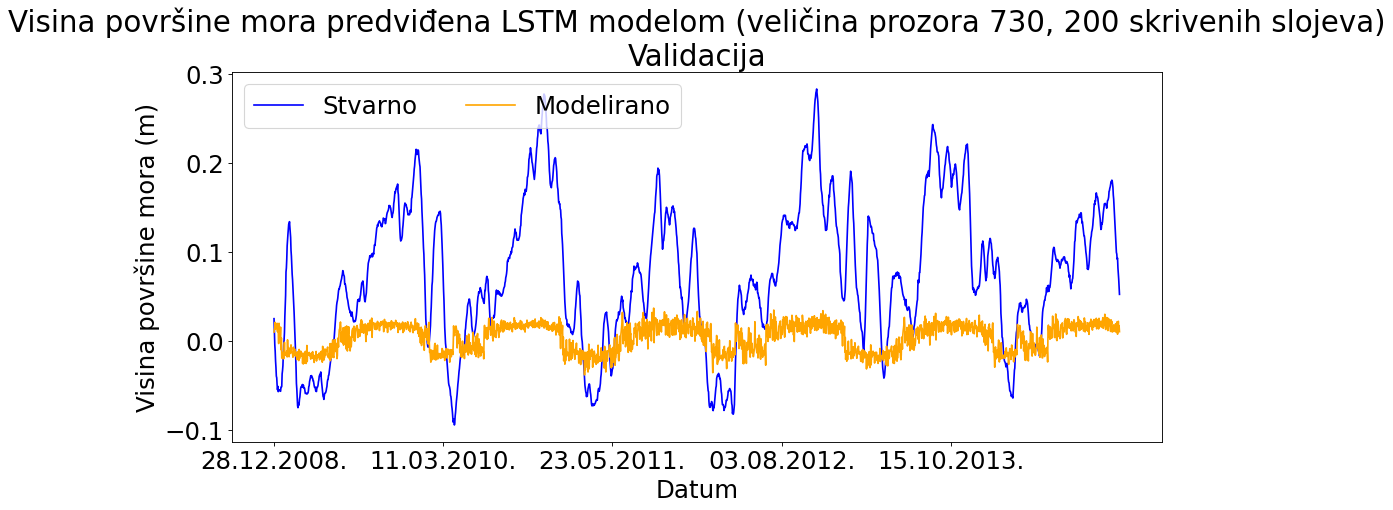 Visina površine mora predviđena LSTM modelom (veličina prozora 730, 200 skrivenih slojeva)
Validacija
Stvarno
Modelirano
Visina površine mora (m)
0.3
0.2
0.1
0.0
−0.1
28.12.2008.
11.03.2010.
23.05.2011.
03.08.2012.
15.10.2013.
Datum